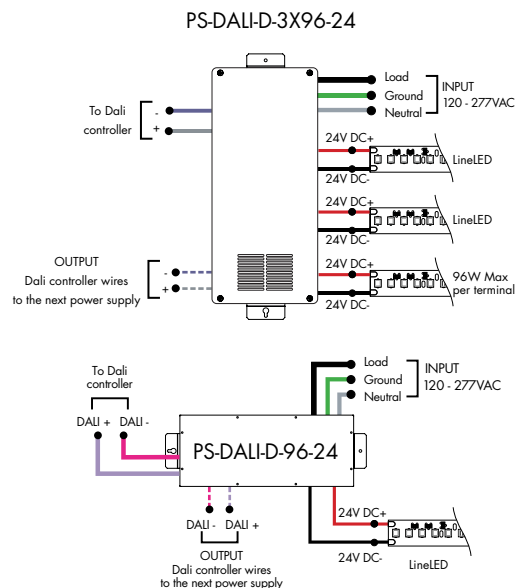 PS-DALI-D-3X96-24
Load
Ground
Neutral
INPUT
120 - 277VAC
To Dali
controller
-
+
24V DC+
24V DC-
LineLED
24V DC+
24V DC-
LineLED
OUTPUT
Dali controller wires
to the next power supply
-
+
24V DC+
24V DC-
96W Max
per terminal
To Dali
controller
DALI + DALI -
Load
Ground
Neutral
INPUT
120 - 277VAC
PS-DALI-D-96-24
DALI - DALI +
OUTPUT
Dali controller wires
to the next power supply
24V DC+
24V DC-
LineLED